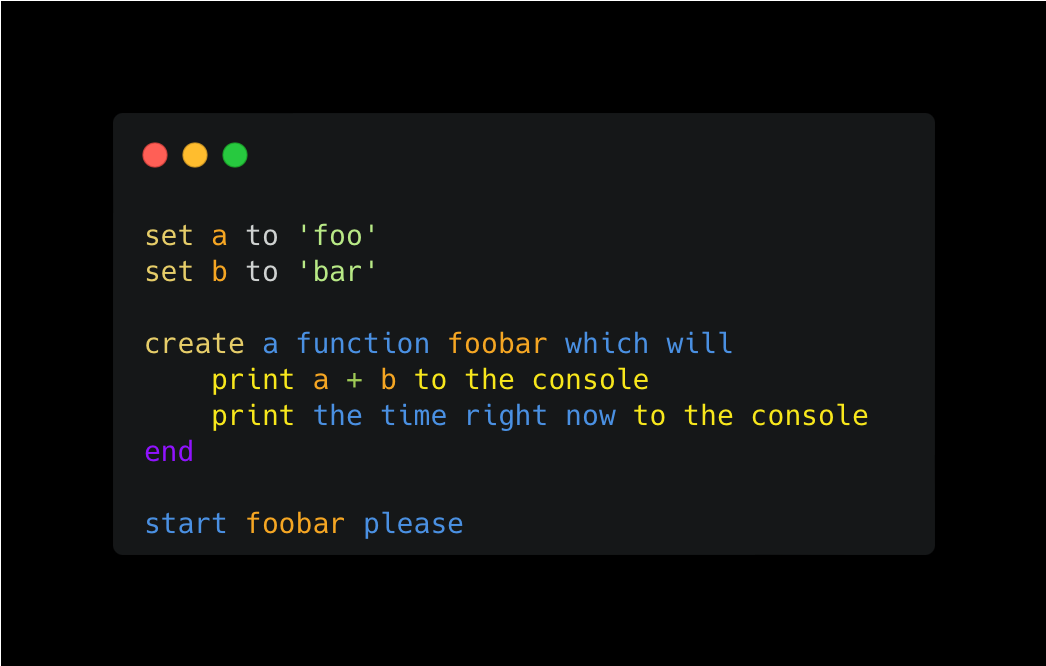 set a to 'foo'
set b to 'bar'
create a function foobar which will
print a + b to the console
print the time right now to the console
end
start foobar please